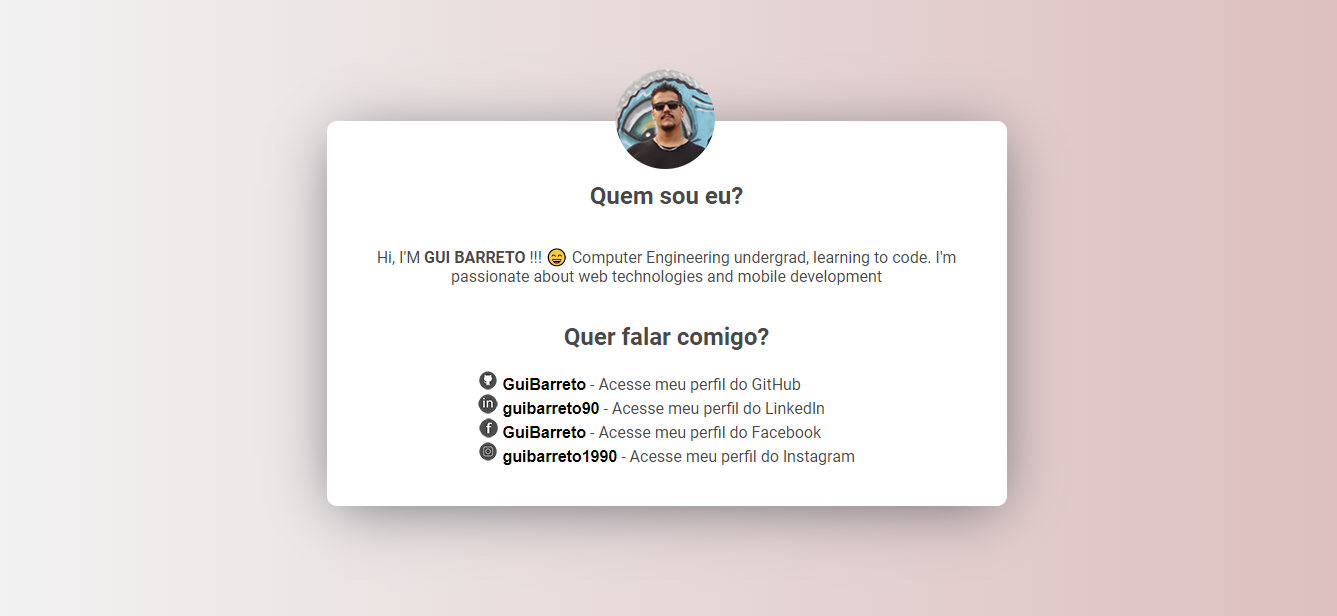 Quem sou eu?
Hi, I'M GUI BARRETO !!! 😄 Computer Engineering undergrad, learning to code. I'm
passionate about web technologies and mobile development
Quer falar comigo?
GuiBarreto - Acesse meu perfil do GitHub
in guibarreto90 - Acesse meu perfil do LinkedIn
f GuiBarreto - Acesse meu perfil do Facebook
guibarreto1990 - Acesse meu perfil do Instagram